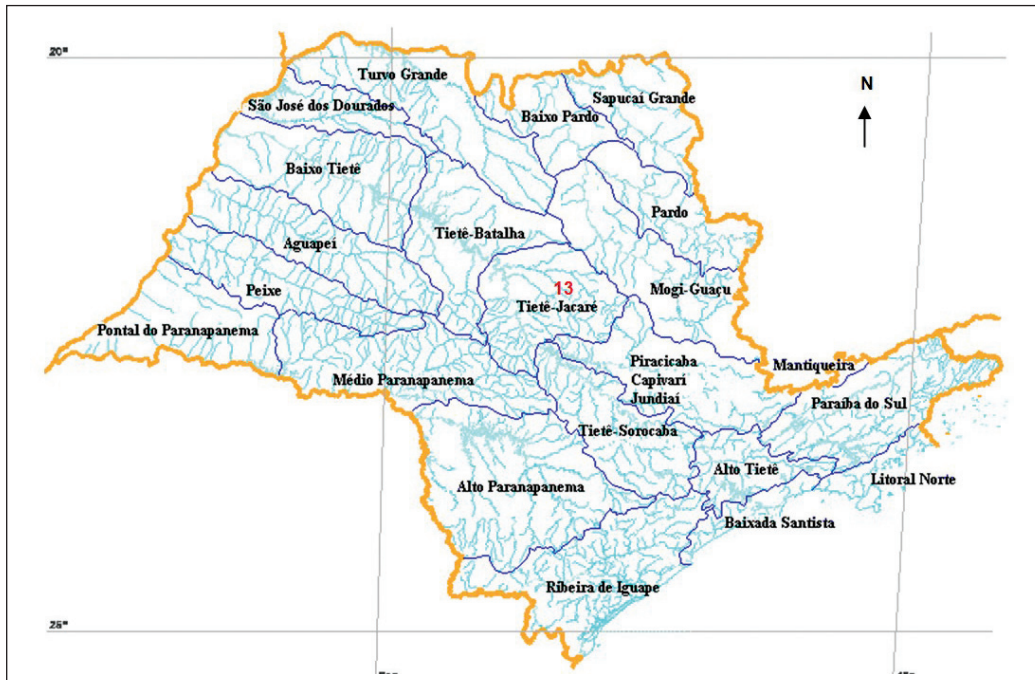 20°
Turvo Grande
N
São José dos Dourados
Sapucaí Grande
Baixo Pardo
Baixo Tietê
Pardo
Tietê-Batalha
Aguapeí
13
Tietê-Jacaré
Mogi-Guaçu
Peixe
Pontal do Paranapanema
Piracicaba
Capivarí
Jundiaí
Mantiqueira
Médio Paranapanema
Paraíba do Sul
Tietê-Sorocaba
Alto Tietê
Litoral Norte
Alto Paranapanema
Baixada Santista
Ribeira de Iguape
25°